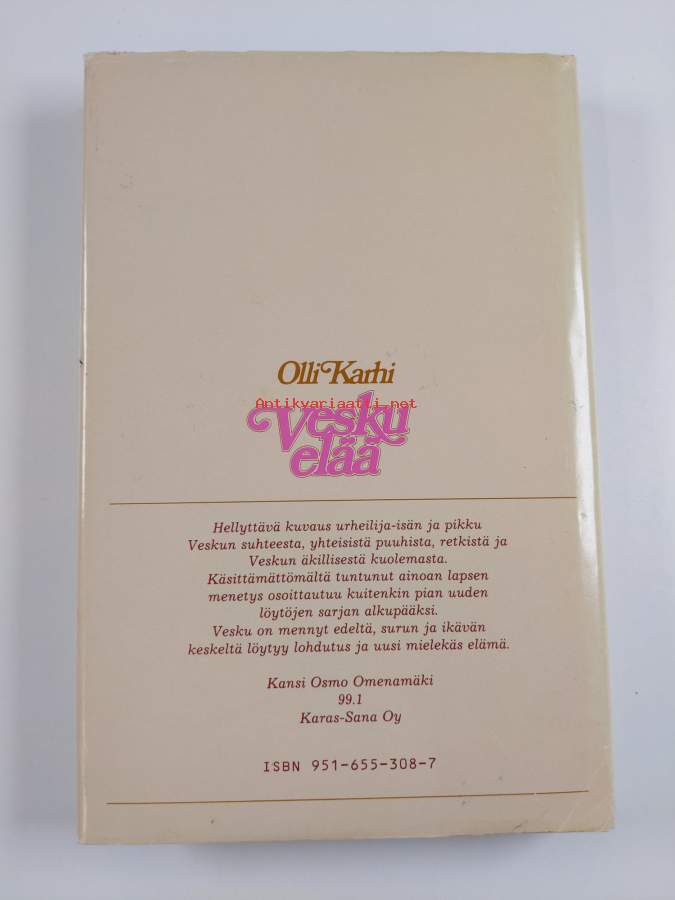 Olli Karhi
Antikvariaatti.net
Vesku
elää
Hellyttävä kuvaus urheilija-isän ja pikku
Veskun suhteesta, yhteisistä puuhista, retkistä ja
Veskun äkillisestä kuolemasta.
Käsittämättömältä tuntunut ainoan lapsen
menetys osoittautuu kuitenkin pian uuden
löytöjen sarjan alkupääksi.
Vesku on mennyt edeltä, surun ja ikävän
keskeltä löytyy lohdutus ja uusi mielekäs elämä.
Kansi Osmo Omenamäki
99.1
Karas-Sana Oy
ISBN 951-655-308-7